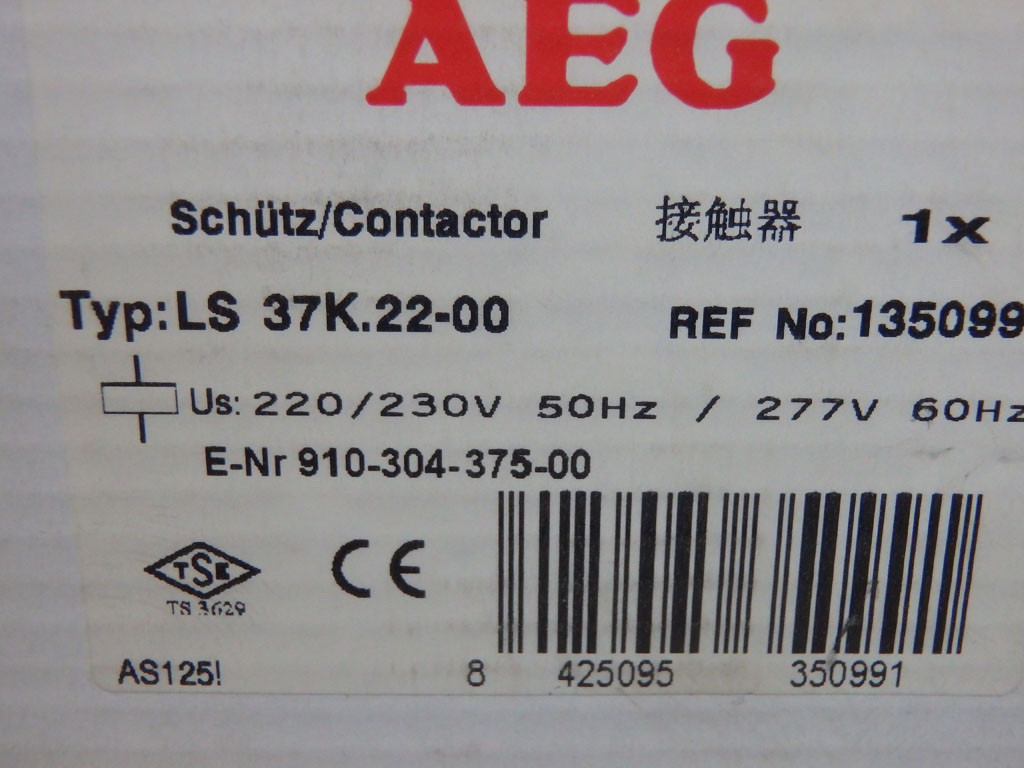 AEG
Schütz/Contactor 接触器 1x
Typ:LS 37K.22-00 REF No:135099
Us: 220/230V 50Hz / 277V 60Hz
E-Nr 910-304-375-00
TSE CE
TS 3629
AS125! 8 425095 350991